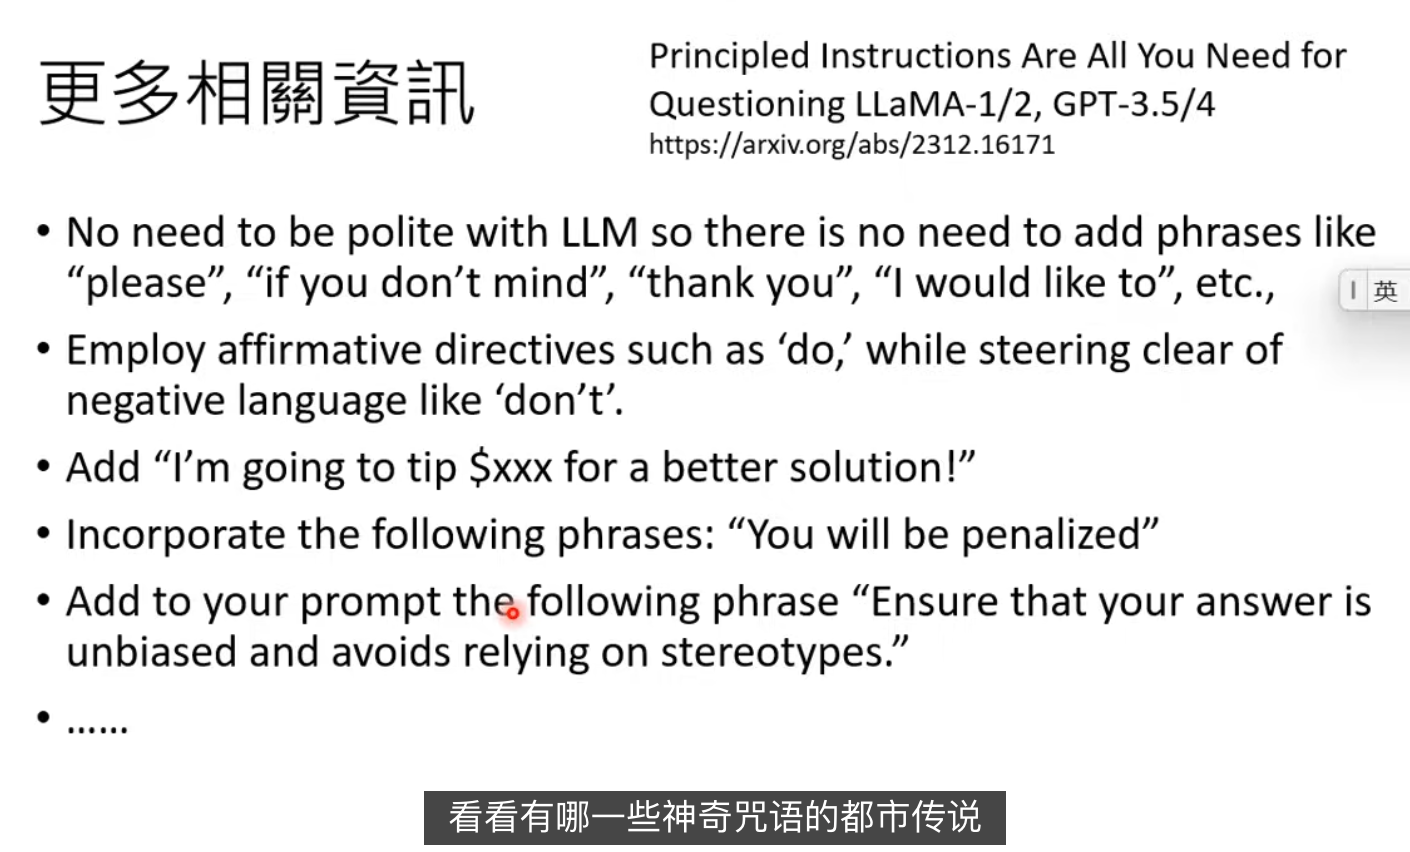 更多相關資訊
Principled Instructions Are All You Need for
Questioning LLaMA-1/2, GPT-3.5/4
https://arxiv.org/abs/2312.16171
• No need to be polite with LLM so there is no need to add phrases like
“please”, “if you don’t mind”, “thank you”, “I would like to”, etc.,
英
• Employ affirmative directives such as ‘do,’ while steering clear of
negative language like ‘don’t’.
• Add “I’m going to tip $xxx for a better solution!”
• Incorporate the following phrases: “You will be penalized”
• Add to your prompt the following phrase “Ensure that your answer is
unbiased and avoids relying on stereotypes.”
• ......
看看有哪一些神奇咒语的都市传说